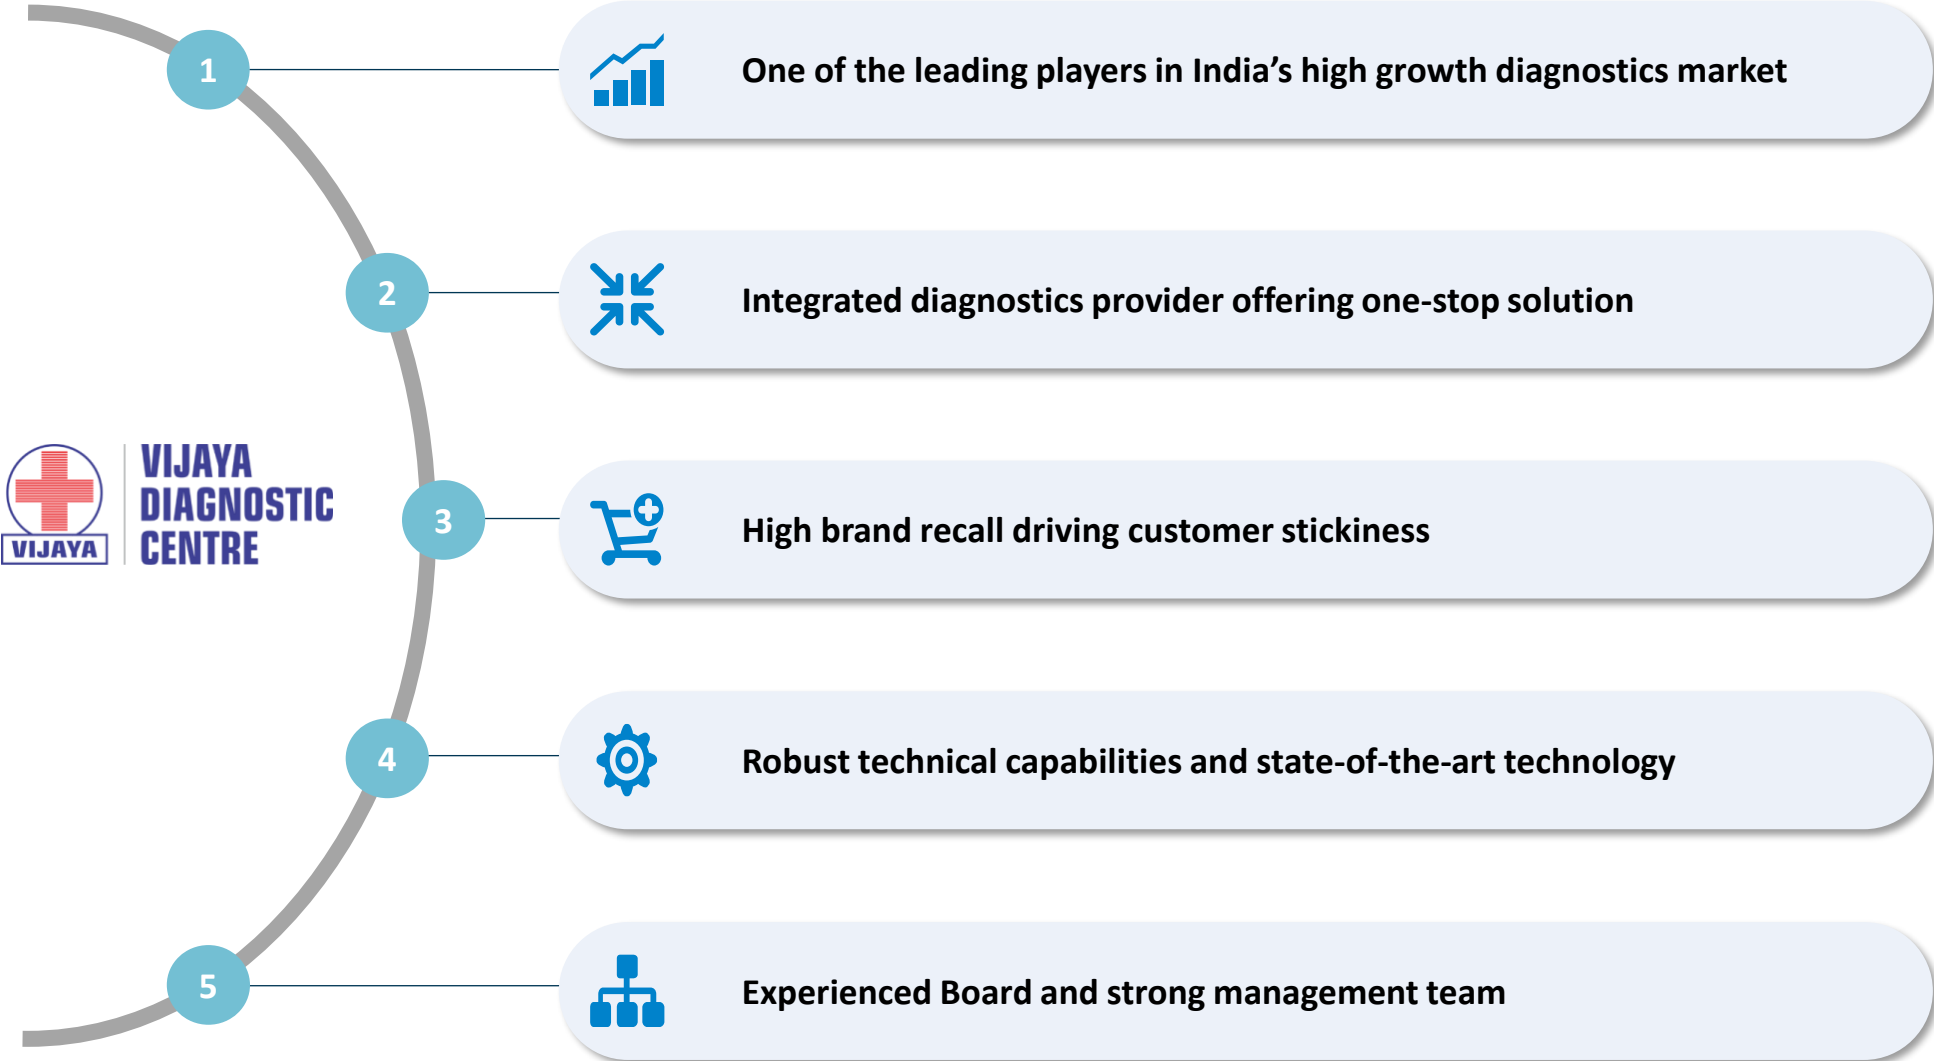 1
One of the leading players in India’s high growth diagnostics market
2
Integrated diagnostics provider offering one-stop solution
VIJAYA
VIJAYA
DIAGNOSTIC
CENTRE
3
High brand recall driving customer stickiness
4
Robust technical capabilities and state-of-the-art technology
5
Experienced Board and strong management team